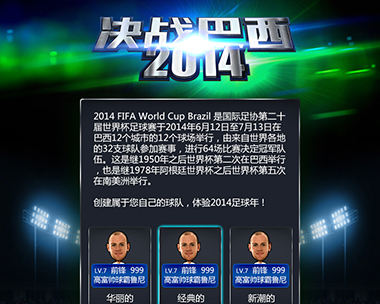 决战巴西
2014
2014 FIFA World Cup Brazil 是国际足协第二十
届世界杯足球赛于2014年6月12日至7月13日在
巴西12个城市的12个球场举行，由来自世界各地
的32支球队参加赛事，进行64场比赛决定冠军队
伍。这是继1950年之后世界杯第二次在巴西举行
，也是继1978年阿根廷世界杯之后世界杯第五次
在南美洲举行。
创建属于您自己的球队，体验2014足球年！
LV.7 前锋 999
高富帅球霸鲁尼
华丽的
LV.7 前锋 999
高富帅球霸鲁尼
经典的
LV.7 前锋 999
高富帅球霸鲁尼
新潮的